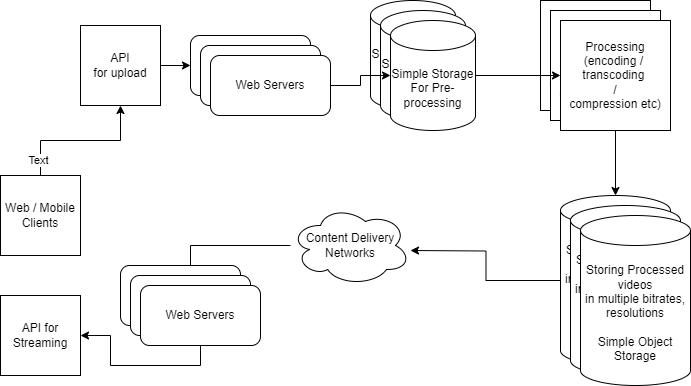 API
for upload
Web Servers
S
S
Simple Storage
For Pre-
processing
Processing
(encoding /
transcoding
/
compression etc)
Text
Web / Mobile
Clients
Content Delivery
Networks
S
S
in
in
Storing Processed
videos
in multiple bitrates,
resolutions
Simple Object
Storage
Web Servers
API for
Streaming